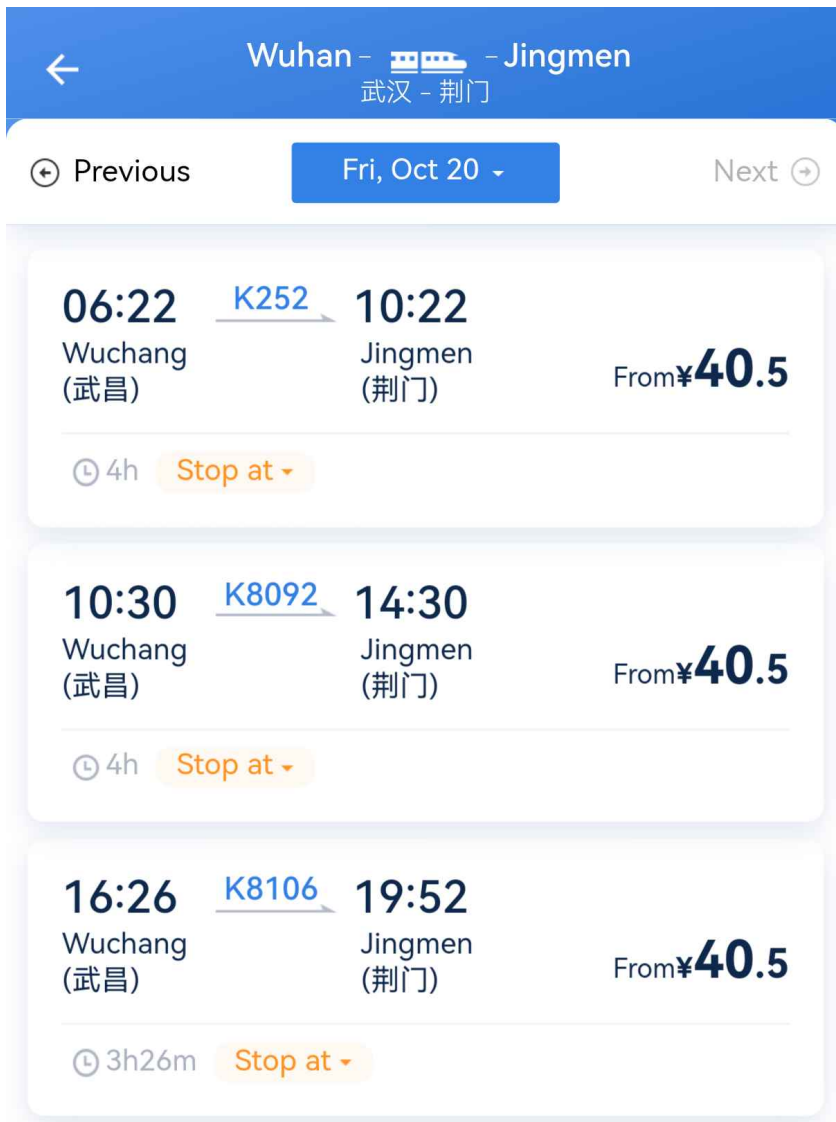 Wuhan - - Jingmen
武汉 - 荆门
Previous
Fri, Oct 20
Next
06:22 K252 10:22
Wuchang Jingmen
(武昌) (荆门)
From¥40.5
4h Stop at
10:30 K8092 14:30
Wuchang Jingmen
(武昌) (荆门)
From¥40.5
4h Stop at
16:26 K8106 19:52
Wuchang Jingmen
(武昌) (荆门)
From¥40.5
3h26m Stop at